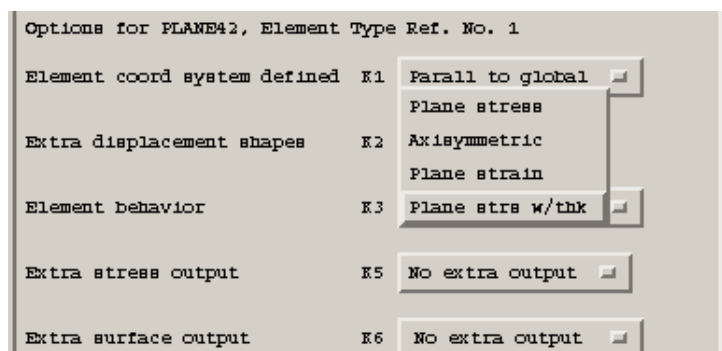 Options for PLANE42, Element Type Ref. No. 1
Element coord system defined K1 Parall to global
Plane stress
Extra displacement shapes K2 Axisymmetric
Plane strain
Element behavior K3 Plane strs w/thk
Extra stress output K5 No extra output
Extra surface output K6 No extra output